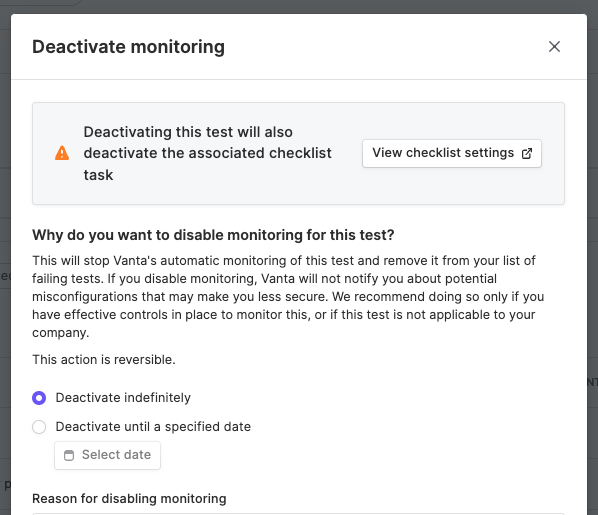 Deactivate monitoring
Deactivating this test will also
deactivate the associated checklist
task
View checklist settings
Why do you want to disable monitoring for this test?
This will stop Vanta's automatic monitoring of this test and remove it from your list of
failing tests. If you disable monitoring, Vanta will not notify you about potential
misconfigurations that may make you less secure. We recommend doing so only if you
have effective controls in place to monitor this, or if this test is not applicable to your
company.
This action is reversible.
Deactivate indefinitely
Deactivate until a specified date
Select date
Reason for disabling monitoring